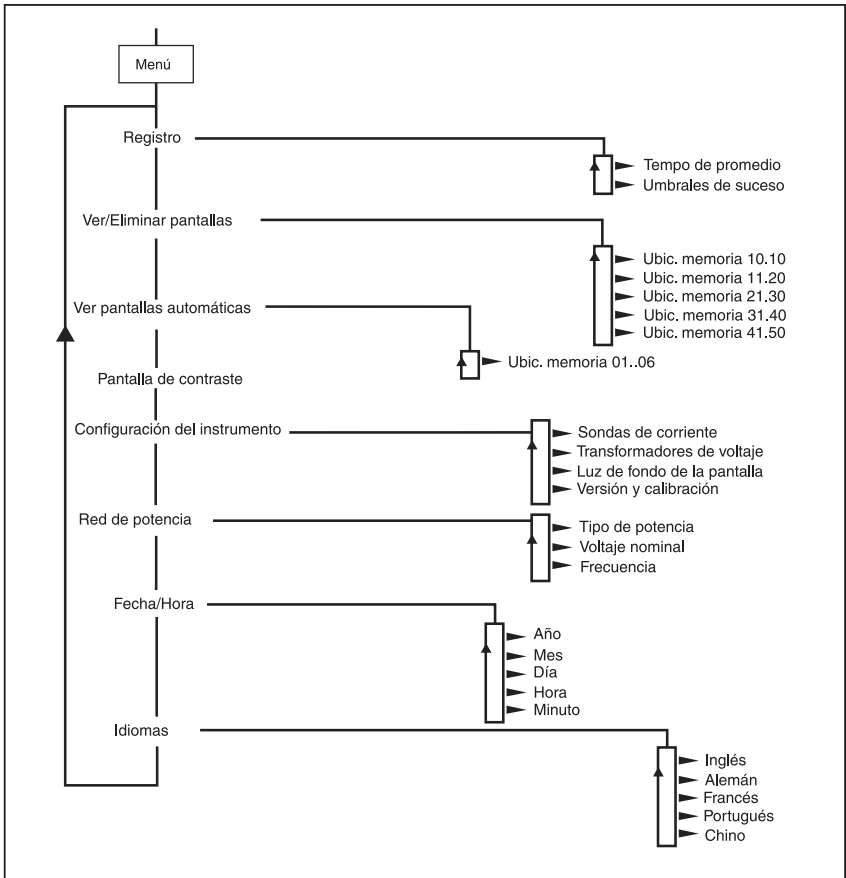 Menú
Registro
Tempo de promedio
Umbrales de suceso
Ver/Eliminar pantallas
Ubic. memoria 10.10
Ubic. memoria 11.20
Ubic. memoria 21.30
Ubic. memoria 31.40
Ubic. memoria 41.50
Ver pantallas automáticas
Ubic. memoria 01..06
Pantalla de contraste
Configuración del instrumento
Sondas de corriente
Transformadores de voltaje
Luz de fondo de la pantalla
Versión y calibración
Red de potencia
Tipo de potencia
Voltaje nominal
Frecuencia
Fecha/Hora
Año
Mes
Día
Hora
Minuto
Idiomas
Inglés
Alemán
Francés
Portugués
Chino